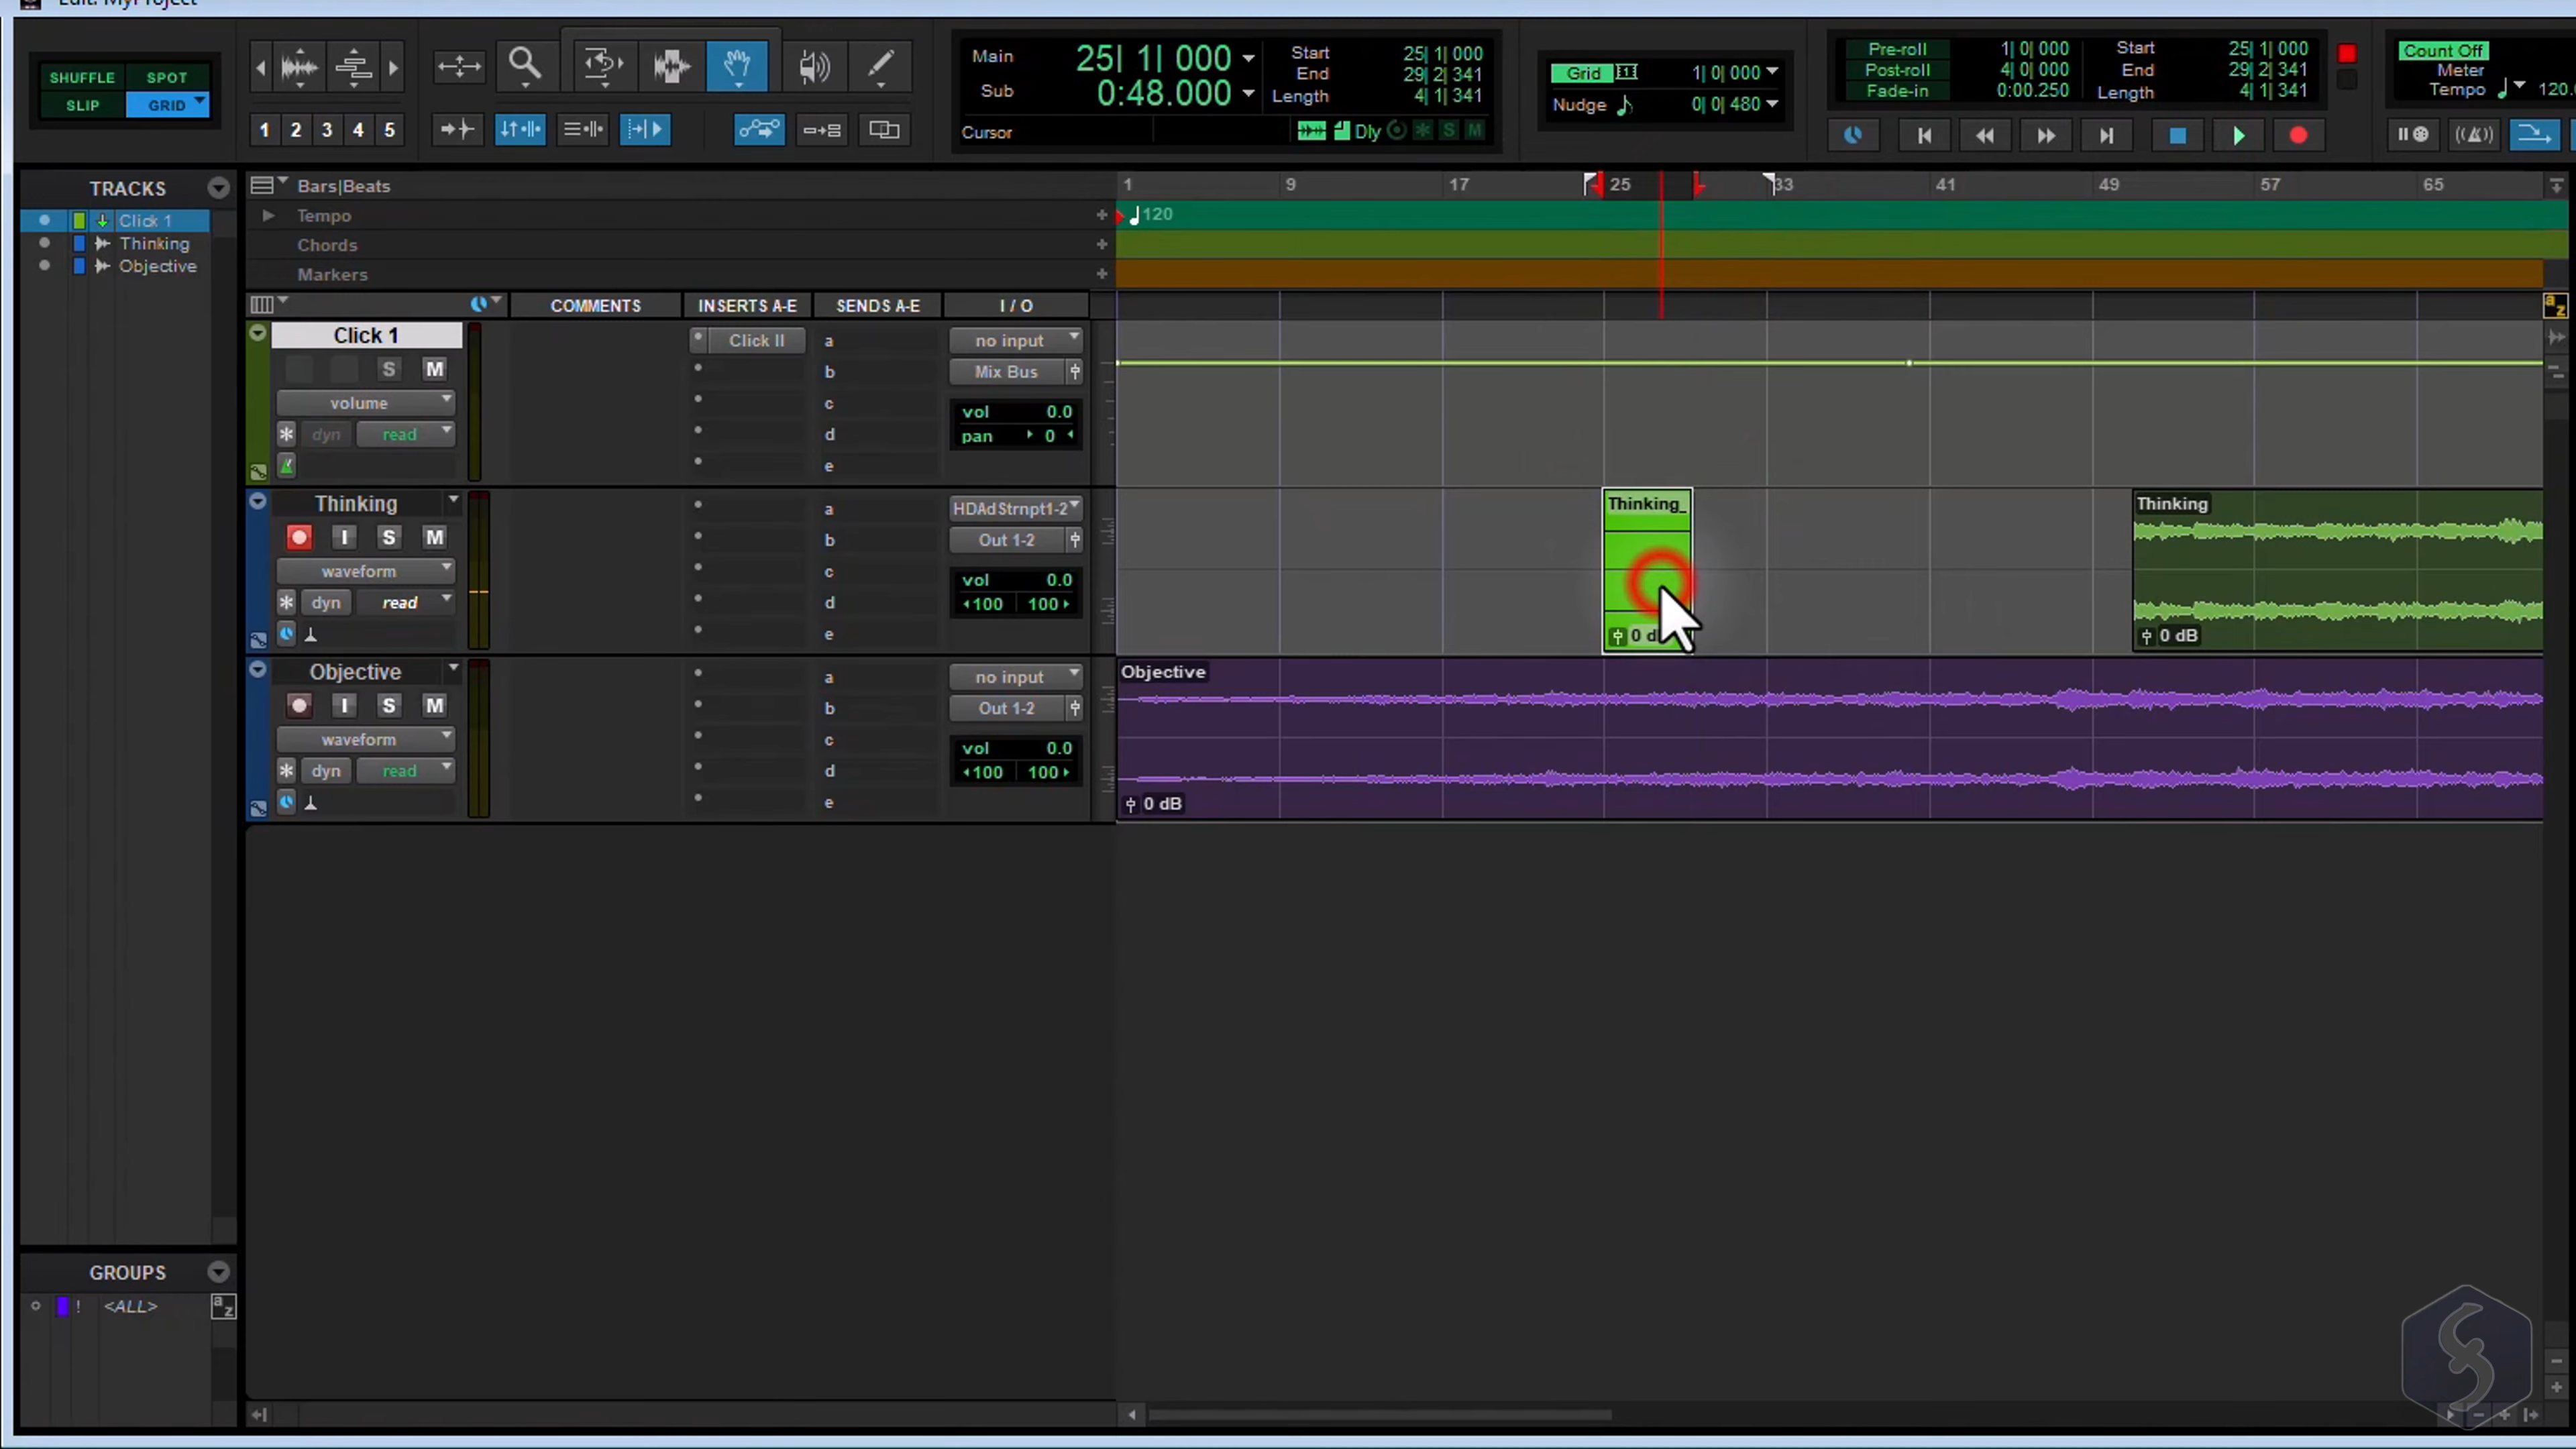 Edit: MyProject
SHUFFLE SPOT
SLIP GRID
1 2 3 4 5
Main 25| 1| 000
Sub 0:48.000
Start 25| 1| 000
End 29| 2| 341
Length 4| 1| 341
Cursor
Dly S M
Grid 1| 0| 000
Nudge 0| 0| 480
Pre-roll 1| 0| 000
Post-roll 4| 0| 000
Fade-in 0:00.250
Start 25| 1| 000
End 29| 2| 341
Length 4| 1| 341
Count Off
Meter
Tempo 120.
TRACKS
Click 1
Thinking
Objective
Bars|Beats 1 9 17 25 33 41 49 57 65
Tempo 120
Chords
Markers
COMMENTS INSERTS A-E SENDS A-E I / O
a z
Click 1
S M
volume
dyn read
Click II
a
b
c
d
e
no input
Mix Bus
vol 0.0
pan 0
Thinking
I S M
waveform
dyn read
a
b
c
d
e
HDAdStrnpt1-2
Out 1-2
vol 0.0
100 100
Thinking_
0 d
Thinking
0 dB
Objective
I S M
waveform
dyn read
a
b
c
d
e
no input
Out 1-2
vol 0.0
100 100
Objective
0 dB
GROUPS
! <ALL> a z